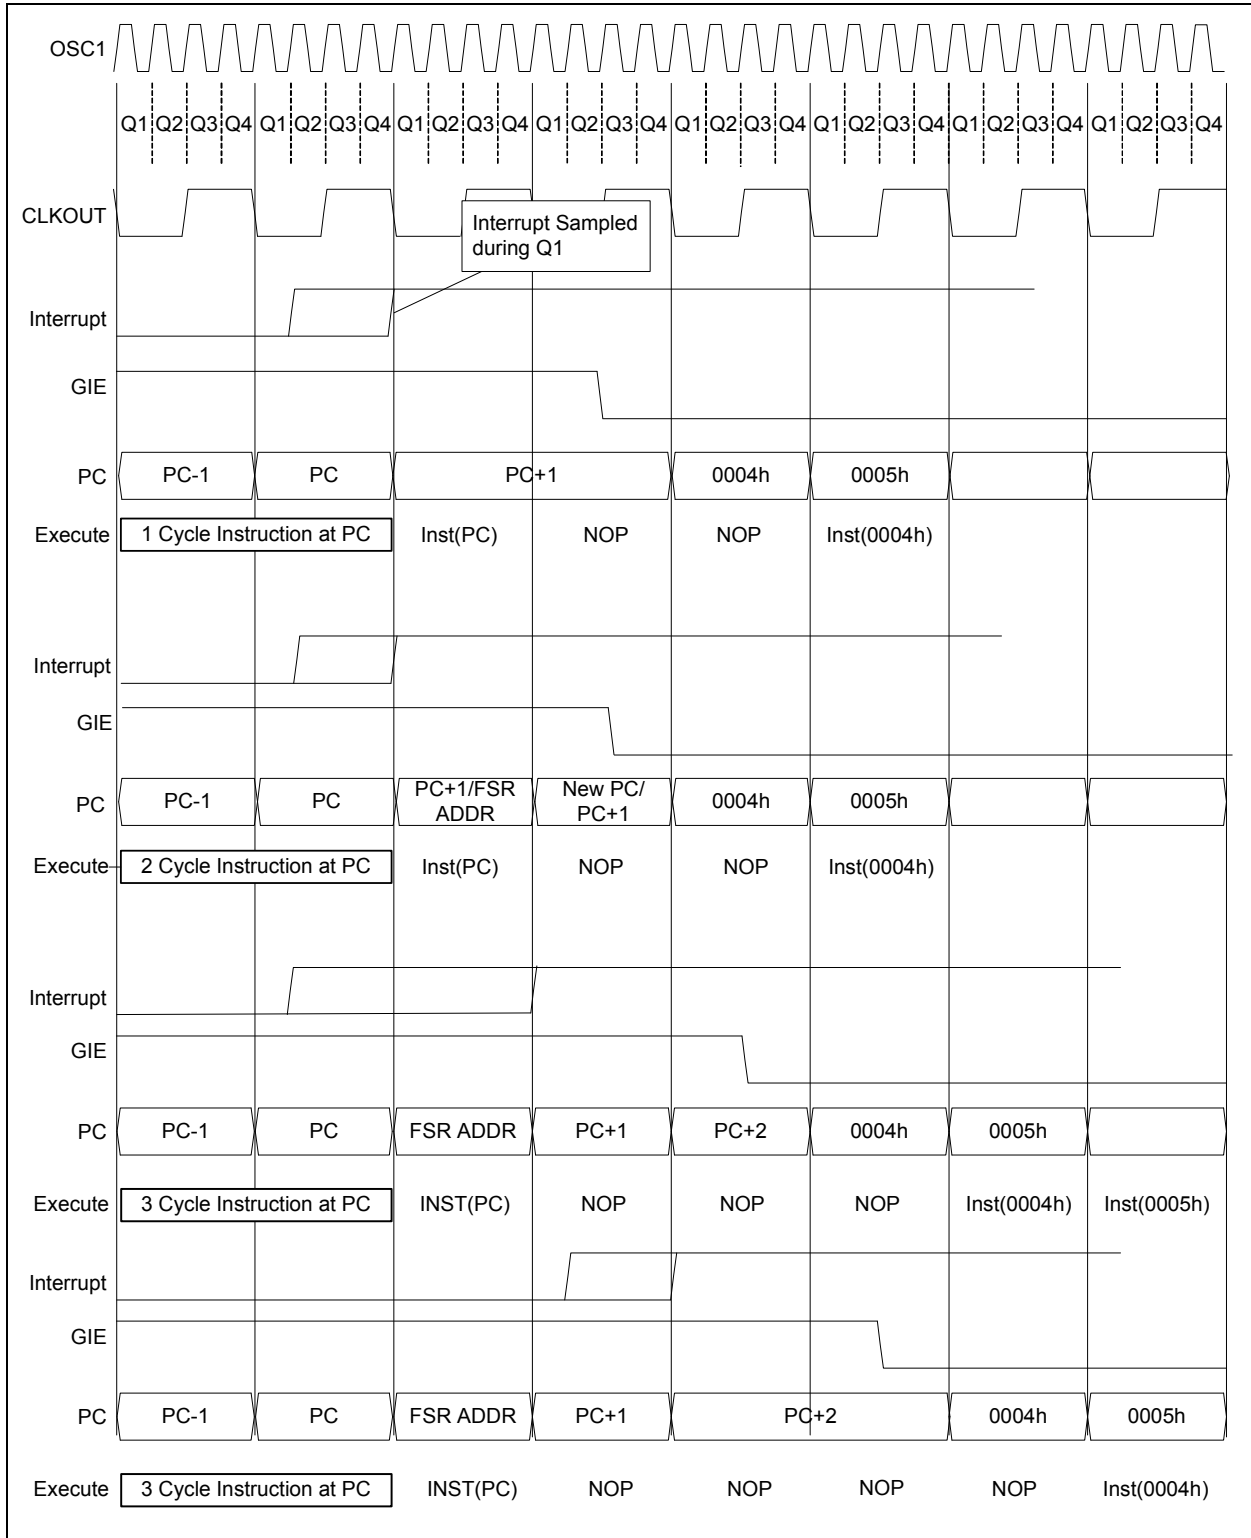 OSC1
Q1 Q2 Q3 Q4 Q1 Q2 Q3 Q4 Q1 Q2 Q3 Q4 Q1 Q2 Q3 Q4 Q1 Q2 Q3 Q4 Q1 Q2 Q3 Q4 Q1 Q2 Q3 Q4 Q1 Q2 Q3 Q4
CLKOUT
Interrupt Sampled
during Q1
Interrupt
GIE
PC PC-1 PC PC+1 0004h 0005h
Execute 1 Cycle Instruction at PC Inst(PC) NOP NOP Inst(0004h)
Interrupt
GIE
PC PC-1 PC PC+1/FSR ADDR New PC/ PC+1 0004h 0005h
Execute 2 Cycle Instruction at PC Inst(PC) NOP NOP Inst(0004h)
Interrupt
GIE
PC PC-1 PC FSR ADDR PC+1 PC+2 0004h 0005h
Execute 3 Cycle Instruction at PC INST(PC) NOP NOP NOP Inst(0004h) Inst(0005h)
Interrupt
GIE
PC PC-1 PC FSR ADDR PC+1 PC+2 0004h 0005h
Execute 3 Cycle Instruction at PC INST(PC) NOP NOP NOP NOP Inst(0004h)